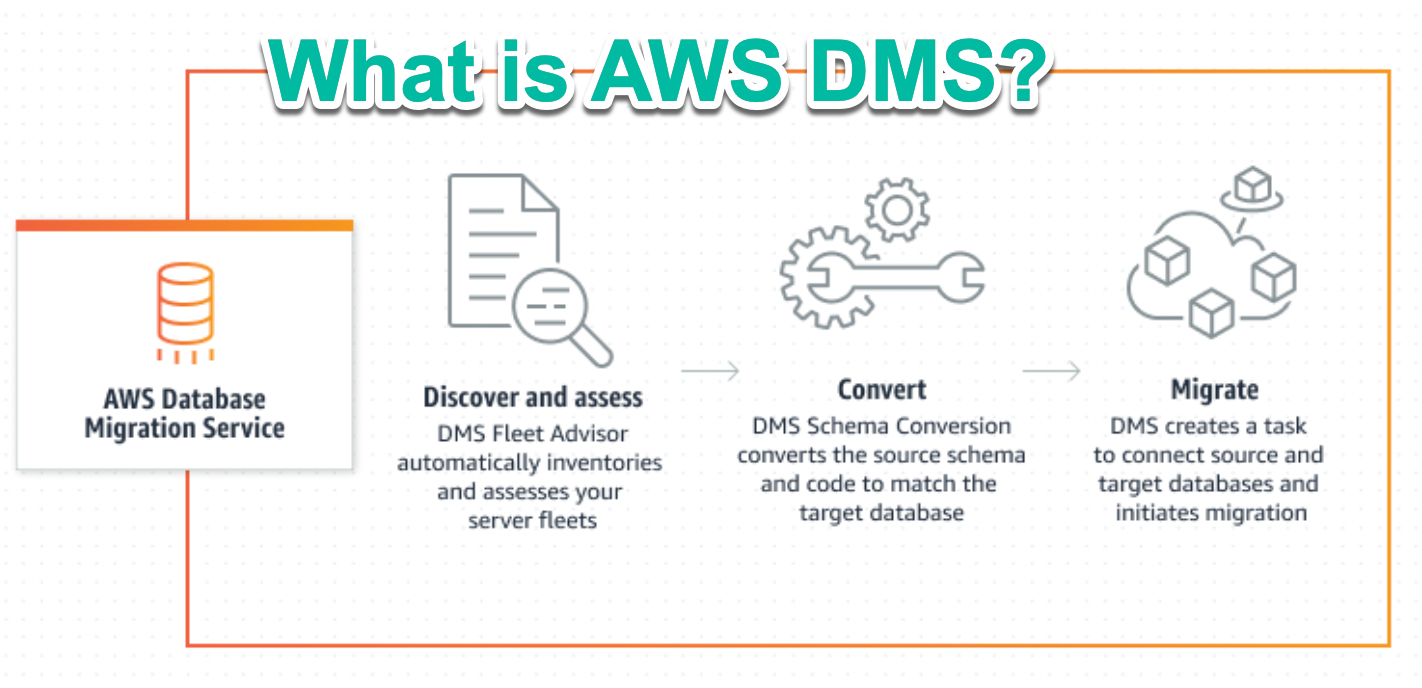 What is AWS DMS?
AWS Database
Migration Service
Discover and assess
DMS Fleet Advisor
automatically inventories
and assesses your
server fleets
Convert
DMS Schema Conversion
converts the source schema
and code to match the
target database
Migrate
DMS creates a task
to connect source and
target databases and
initiates migration